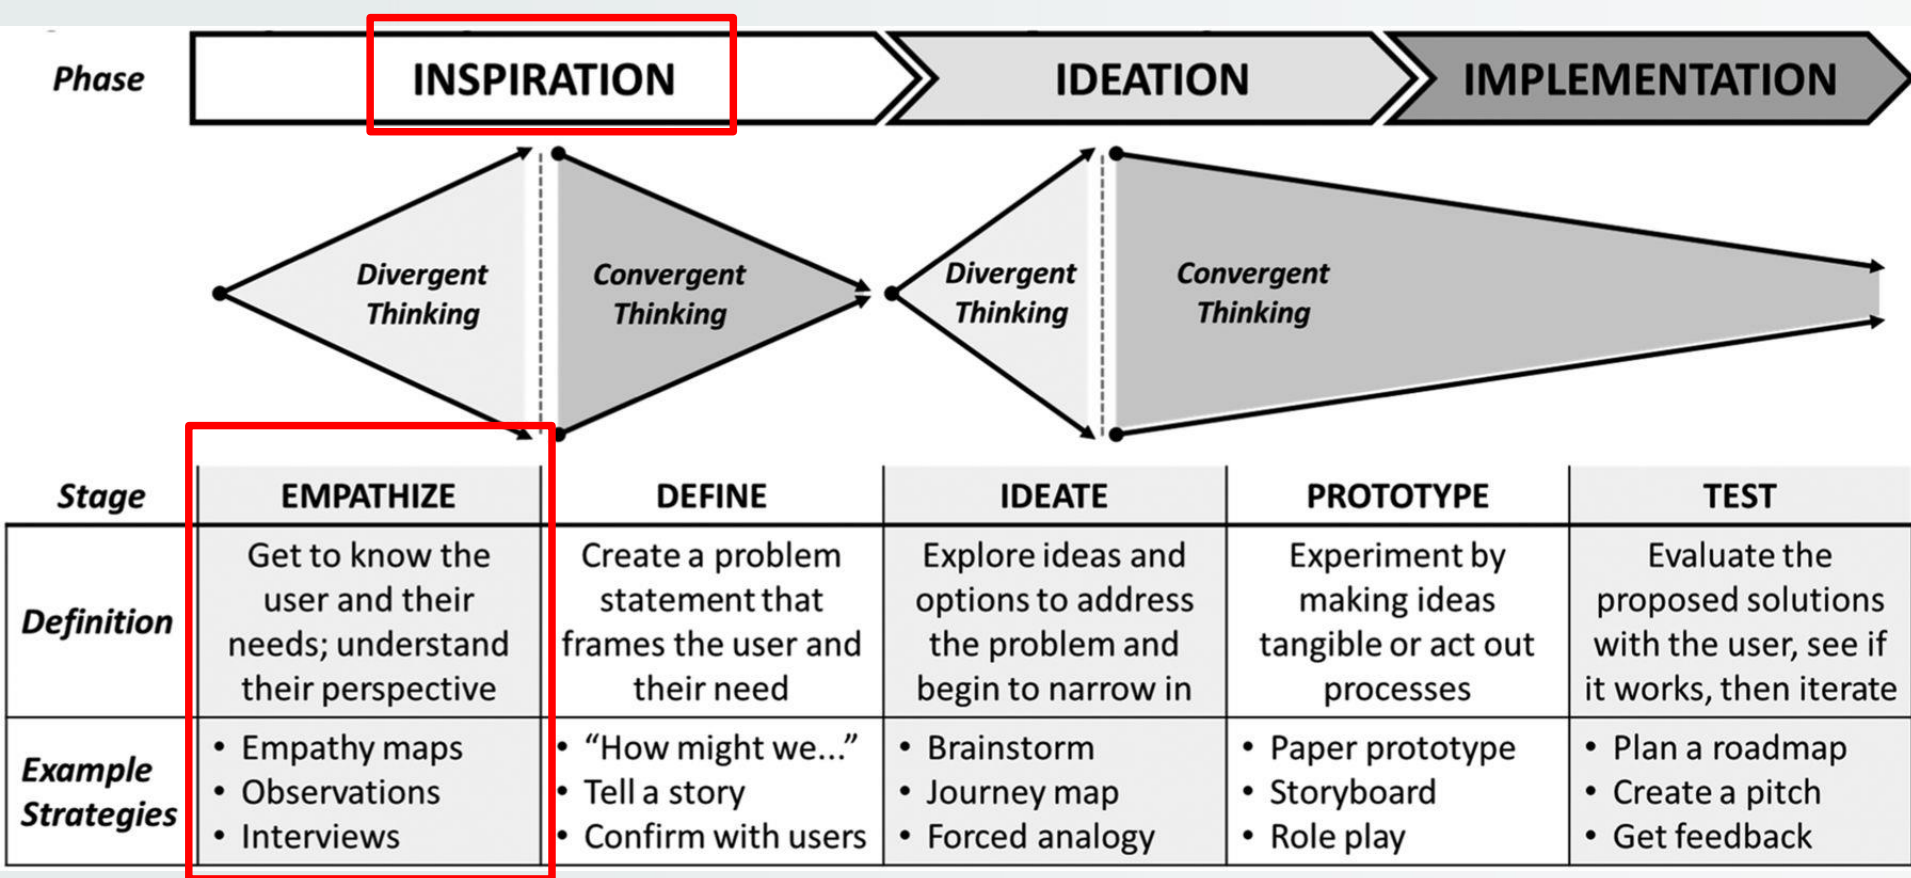 Phase
INSPIRATION
IDEATION
IMPLEMENTATION
Divergent
Thinking
Convergent
Thinking
Divergent
Thinking
Convergent
Thinking
Stage
EMPATHIZE
DEFINE
IDEATE
PROTOTYPE
TEST
Definition
Get to know the
user and their
needs; understand
their perspective
Create a problem
statement that
frames the user and
their need
Explore ideas and
options to address
the problem and
begin to narrow in
Experiment by
making ideas
tangible or act out
processes
Evaluate the
proposed solutions
with the user, see if
it works, then iterate
Example
Strategies
• Empathy maps
• Observations
• Interviews
• “How might we...”
• Tell a story
• Confirm with users
• Brainstorm
• Journey map
• Forced analogy
• Paper prototype
• Storyboard
• Role play
• Plan a roadmap
• Create a pitch
• Get feedback